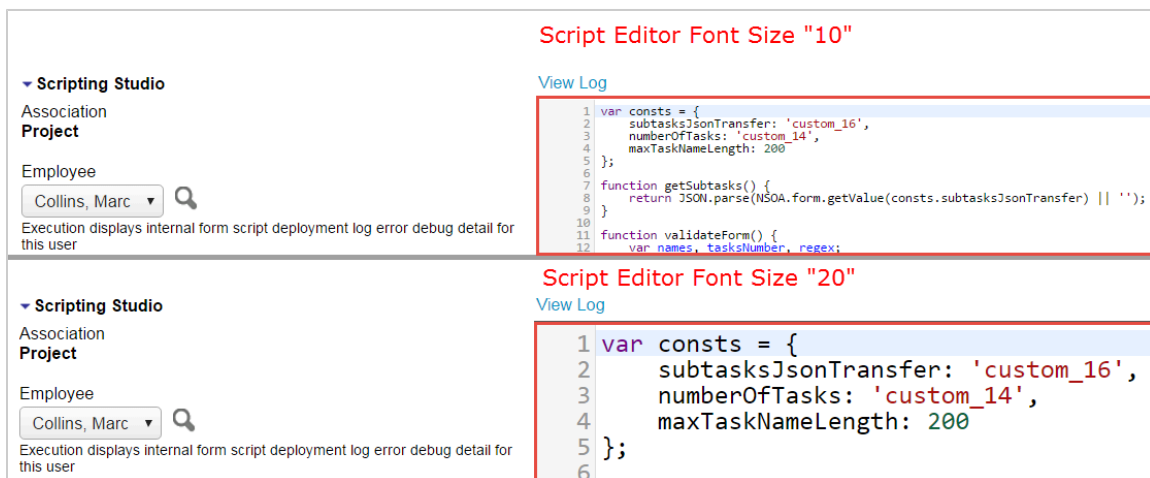 Script Editor Font Size "10"
Scripting Studio
Association
Project
Employee
Collins, Marc
Execution displays internal form script deployment log error debug detail for
this user
View Log
1 var consts = {
2     subtasksJsonTransfer: 'custom_16',
3     numberOfTasks: 'custom_14',
4     maxTaskNameLength: 200
5 };
6
7 function getSubtasks() {
8     return JSON.parse(NSOA.form.getValue(consts.subtasksJsonTransfer) || '');
9 }
10
11 function validateForm() {
12     var names, tasksNumber, regex;
Script Editor Font Size "20"
Scripting Studio
Association
Project
Employee
Collins, Marc
Execution displays internal form script deployment log error debug detail for
this user
View Log
1 var consts = {
2     subtasksJsonTransfer: 'custom_16',
3     numberOfTasks: 'custom_14',
4     maxTaskNameLength: 200
5 };
6